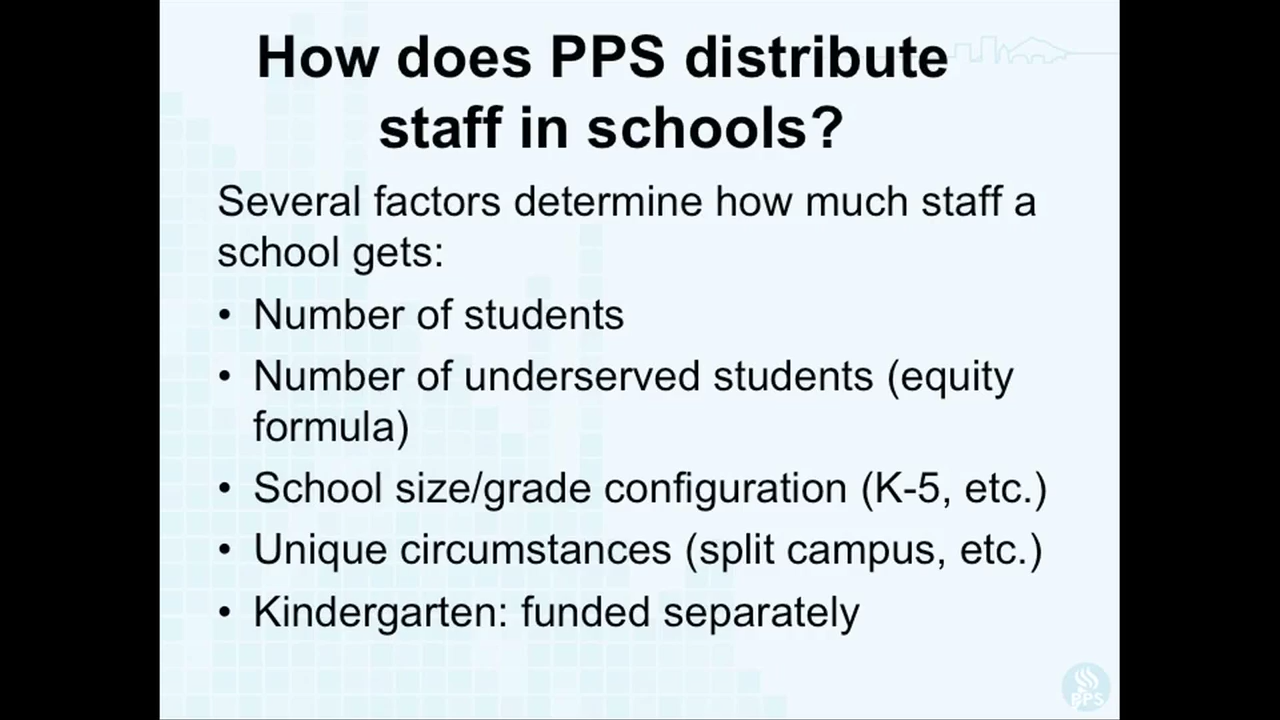 How does PPS distribute
staff in schools?
Several factors determine how much staff a
school gets:
• Number of students
• Number of underserved students (equity
formula)
• School size/grade configuration (K-5, etc.)
• Unique circumstances (split campus, etc.)
• Kindergarten: funded separately
PPS